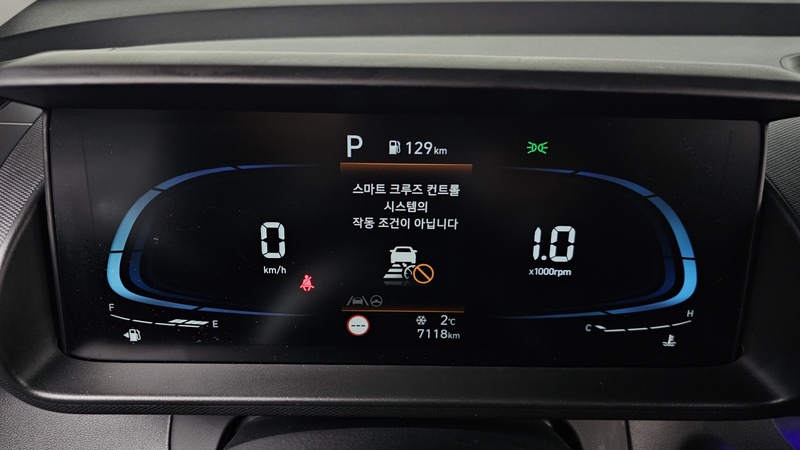 P 129km
스마트 크루즈 컨트롤
시스템의
작동 조건이 아닙니다
0
km/h
1.0
x1000rpm
F
E
---
2℃
7118km
C
H